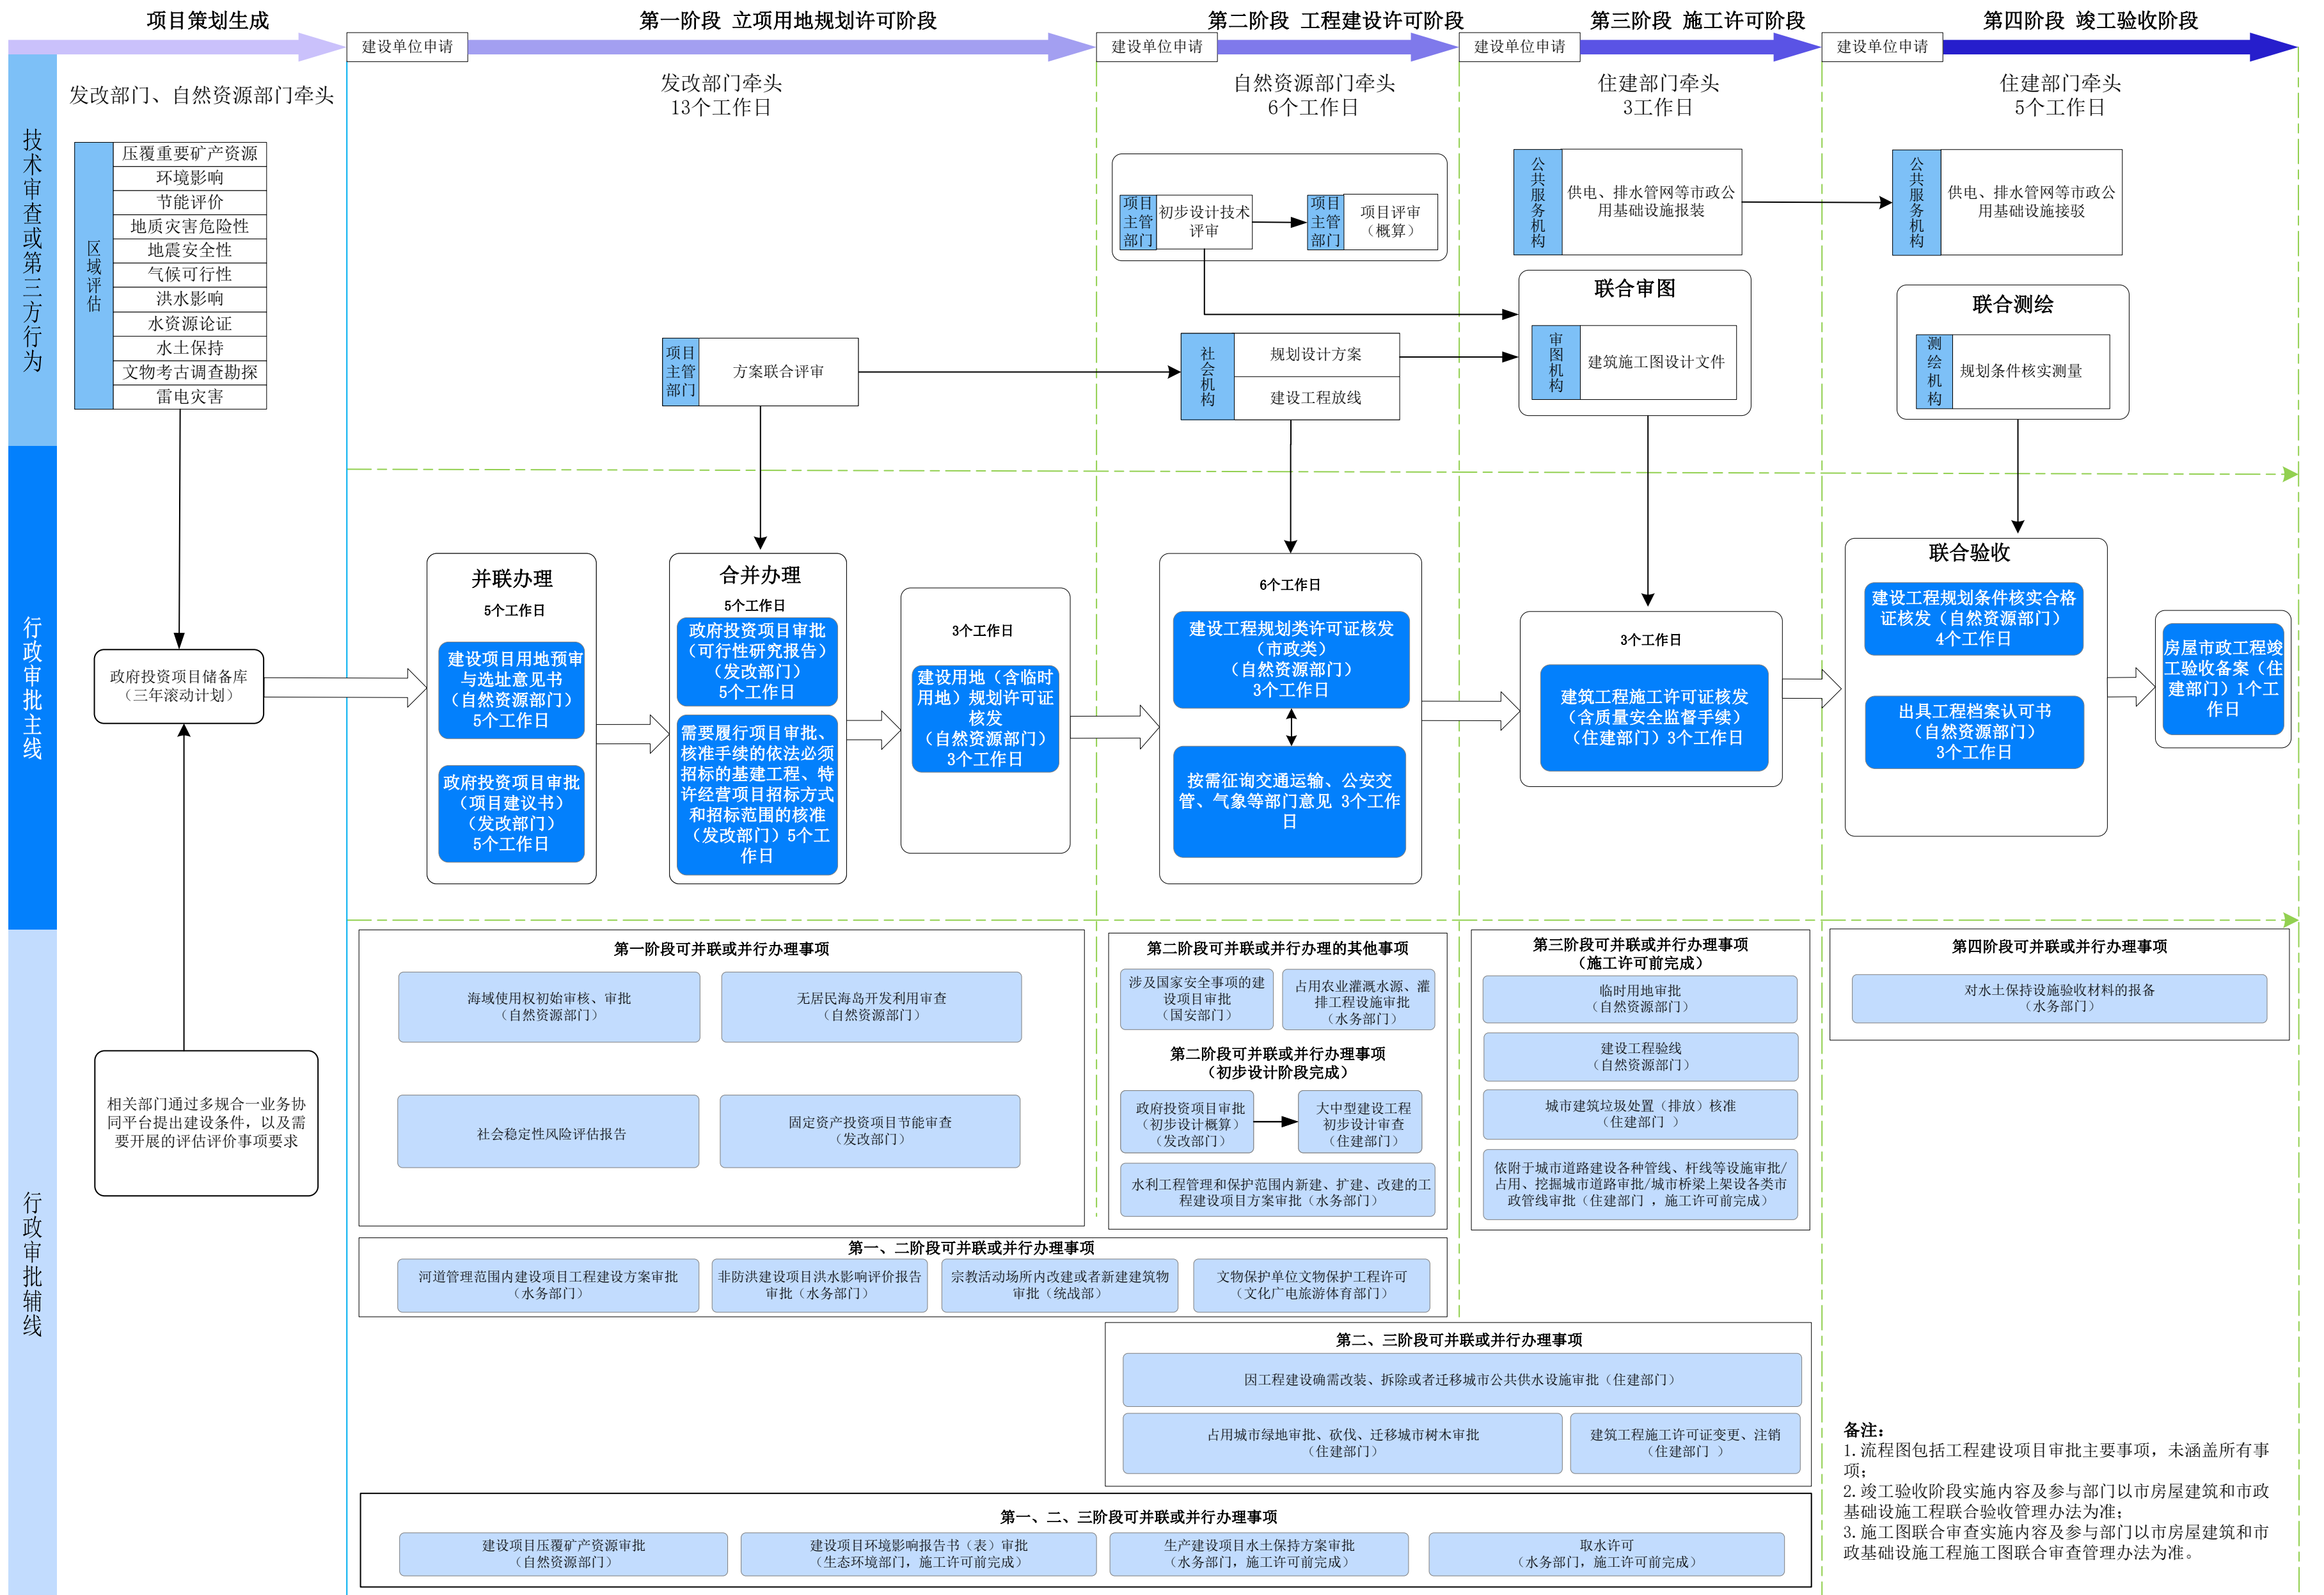 项目策划生成
第一阶段 立项用地规划许可阶段
第二阶段 工程建设许可阶段
第三阶段 施工许可阶段
第四阶段 竣工验收阶段
建设单位申请
建设单位申请
建设单位申请
建设单位申请
发改部门、自然资源部门牵头
发改部门牵头
13个工作日
自然资源部门牵头
6个工作日
住建部门牵头
3工作日
住建部门牵头
5个工作日
技术审查或第三方行为
区域评估
压覆重要矿产资源
环境影响
节能评价
地质灾害危险性
地震安全性
气候可行性
洪水影响
水资源论证
水土保持
文物考古调查勘探
雷电灾害
项目
主管
部门
方案联合评审
项目
主管
部门
初步设计技术
评审
项目
主管
部门
项目评审
（概算）
社会机构
规划设计方案
建设工程放线
公共服务机构
供电、排水管网等市政公
用基础设施报装
联合审图
审图机构
建筑施工图设计文件
公共服务机构
供电、排水管网等市政公
用基础设施接驳
联合测绘
测绘机构
规划条件核实测量
行政审批主线
政府投资项目储备库
（三年滚动计划）
并联办理
5个工作日
建设项目用地预审
与选址意见书
（自然资源部门）
5个工作日
政府投资项目审批
（项目建议书）
（发改部门）
5个工作日
合并办理
5个工作日
政府投资项目审批
（可行性研究报告）
（发改部门）
5个工作日
需要履行项目审批、
核准手续的依法必须
招标的基建工程、特
许经营项目招标方式
和招标范围的核准
（发改部门）5个工
作日
3个工作日
建设用地（含临时
用地）规划许可证
核发
（自然资源部门）
3个工作日
6个工作日
建设工程规划类许可证核发
（市政类）
（自然资源部门）
3个工作日
按需征询交通运输、公安交
管、气象等部门意见 3个工作
日
3个工作日
建筑工程施工许可证核发
（含质量安全监督手续）
（住建部门）3个工作日
联合验收
建设工程规划条件核实合格
证核发（自然资源部门）
4个工作日
出具工程档案认可书
（自然资源部门）
3个工作日
房屋市政工程竣
工验收备案（住
建部门）1个工
作日
行政审批辅线
相关部门通过多规合一业务协
同平台提出建设条件，以及需
要开展的评估评价事项要求
第一阶段可并联或并行办理事项
海域使用权初始审核、审批
（自然资源部门）
无居民海岛开发利用审查
（自然资源部门）
社会稳定性风险评估报告
固定资产投资项目节能审查
（发改部门）
第二阶段可并联或并行办理的其他事项
涉及国家安全事项的建
设项目审批
（国安部门）
占用农业灌溉水源、灌
排工程设施审批
（水务部门）
第二阶段可并联或并行办理事项
（初步设计阶段完成）
政府投资项目审批
（初步设计概算）
（发改部门）
大中型建设工程
初步设计审查
（住建部门）
水利工程管理和保护范围内新建、扩建、改建的工
程建设项目方案审批（水务部门）
第三阶段可并联或并行办理事项
（施工许可前完成）
临时用地审批
（自然资源部门）
建设工程验线
（自然资源部门）
城市建筑垃圾处置（排放）核准
（住建部门 ）
依附于城市道路建设各种管线、杆线等设施审批/
占用、挖掘城市道路审批/城市桥梁上架设各类市
政管线审批（住建部门 ，施工许可前完成）
第四阶段可并联或并行办理事项
对水土保持设施验收材料的报备
（水务部门）
第一、二阶段可并联或并行办理事项
河道管理范围内建设项目工程建设方案审批
（水务部门）
非防洪建设项目洪水影响评价报告
审批（水务部门）
宗教活动场所内改建或者新建建筑物
审批（统战部）
文物保护单位文物保护工程许可
（文化广电旅游体育部门）
第二、三阶段可并联或并行办理事项
因工程建设确需改装、拆除或者迁移城市公共供水设施审批（住建部门）
占用城市绿地审批、砍伐、迁移城市树木审批
（住建部门）
建筑工程施工许可证变更、注销
（住建部门 ）
第一、二、三阶段可并联或并行办理事项
建设项目压覆矿产资源审批
（自然资源部门）
建设项目环境影响报告书（表）审批
（生态环境部门，施工许可前完成）
生产建设项目水土保持方案审批
（水务部门，施工许可前完成）
取水许可
（水务部门，施工许可前完成）
备注：
1.流程图包括工程建设项目审批主要事项，未涵盖所有事
项；
2.竣工验收阶段实施内容及参与部门以市房屋建筑和市政
基础设施工程联合验收管理办法为准；
3.施工图联合审查实施内容及参与部门以市房屋建筑和市
政基础设施工程施工图联合审查管理办法为准。